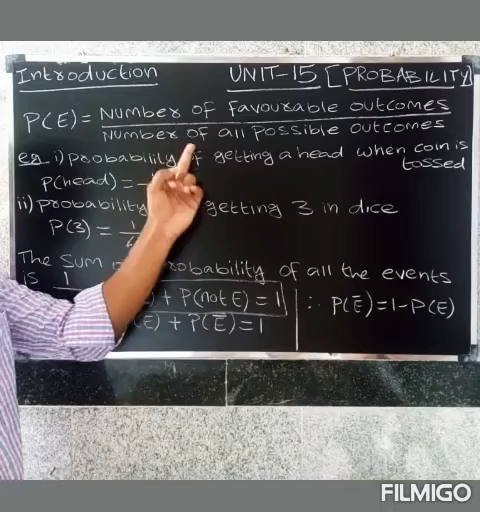 Introduction UNIT-15 [PROBABILITY]
P(E) = Number of favourable outcomes
Number of all possible outcomes
eg i) probability of getting a head when coin is
tossed
P(head) =
ii) probability getting 3 in dice
P(3) = 1
The sum probability of all the events
is 1
+ P(not E) = 1
∴ P(Ē) = 1 - P(E)
(E) + P(Ē) = 1
FILMIGO